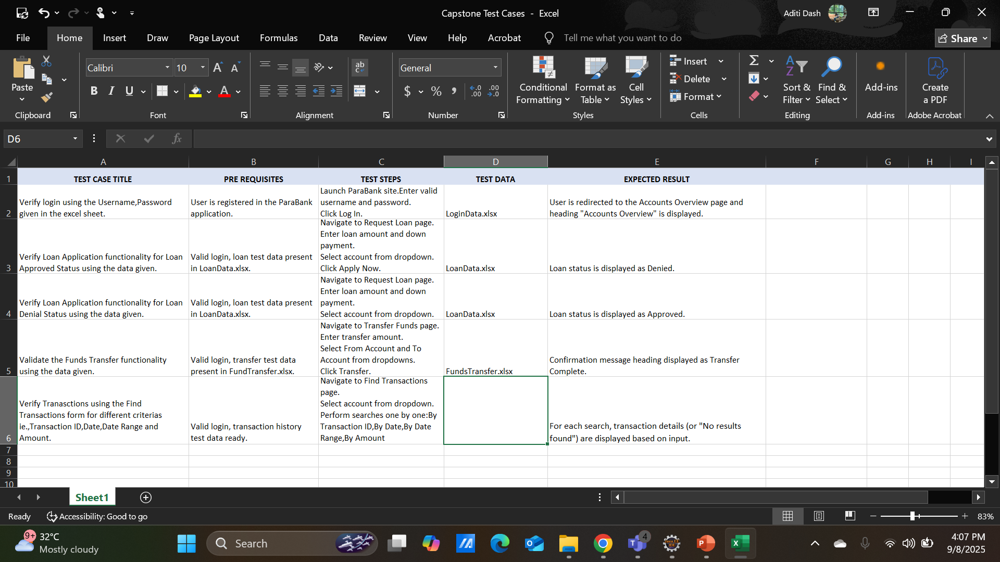 Capstone Test Cases - Excel
Aditi Dash
File Home Insert Draw Page Layout Formulas Data Review View Help Acrobat Tell me what you want to do Share
Calibri 10 General
Paste
B I U $ %
Conditional Formatting
Format as Table
Cell Styles
Insert
Delete
Format
Sort & Filter
Find & Select
Add-ins
Create a PDF
Clipboard Font Alignment Number Styles Cells Editing Add-ins Adobe Acrobat
D6 fx
A B C D E F G H I
1 TEST CASE TITLE PRE REQUISITES TEST STEPS TEST DATA EXPECTED RESULT
2
Verify login using the Username,Password
given in the excel sheet.
User is registered in the ParaBank
application.
Launch ParaBank site.Enter valid
username and password.
Click Log In.
LoginData.xlsx
User is redirected to the Accounts Overview page and
heading "Accounts Overview" is displayed.
3
Verify Loan Application functionality for Loan
Approved Status using the data given.
Valid login, loan test data present
in LoanData.xlsx.
Navigate to Request Loan page.
Enter loan amount and down
payment.
Select account from dropdown.
Click Apply Now.
LoanData.xlsx
Loan status is displayed as Denied.
4
Verify Loan Application functionality for Loan
Denial Status using the data given.
Valid login, loan test data present
in LoanData.xlsx.
Navigate to Request Loan page.
Enter loan amount and down
payment.
Select account from dropdown.
LoanData.xlsx
Loan status is displayed as Approved.
5
Validate the Funds Transfer functionality
using the data given.
Valid login, transfer test data
present in FundTransfer.xlsx.
Navigate to Transfer Funds page.
Enter transfer amount.
Select From Account and To
Account from dropdowns.
Click Transfer.
FundsTransfer.xlsx
Confirmation message heading displayed as Transfer
Complete.
6
Verify Tranasctions using the Find
Transactions form for different criterias
ie.,Transaction ID,Date,Date Range and
Amount.
Valid login, transaction history
test data ready.
Navigate to Find Transactions
page.
Select account from dropdown.
Perform searches one by one:By
Transaction ID,By Date,By Date
Range,By Amount
For each search, transaction details (or "No results
found") are displayed based on input.
7
8
9
10
Sheet1
Ready Accessibility: Good to go 83%
9+ 32°C
Mostly cloudy
Search
4
4:07 PM
9/8/2025